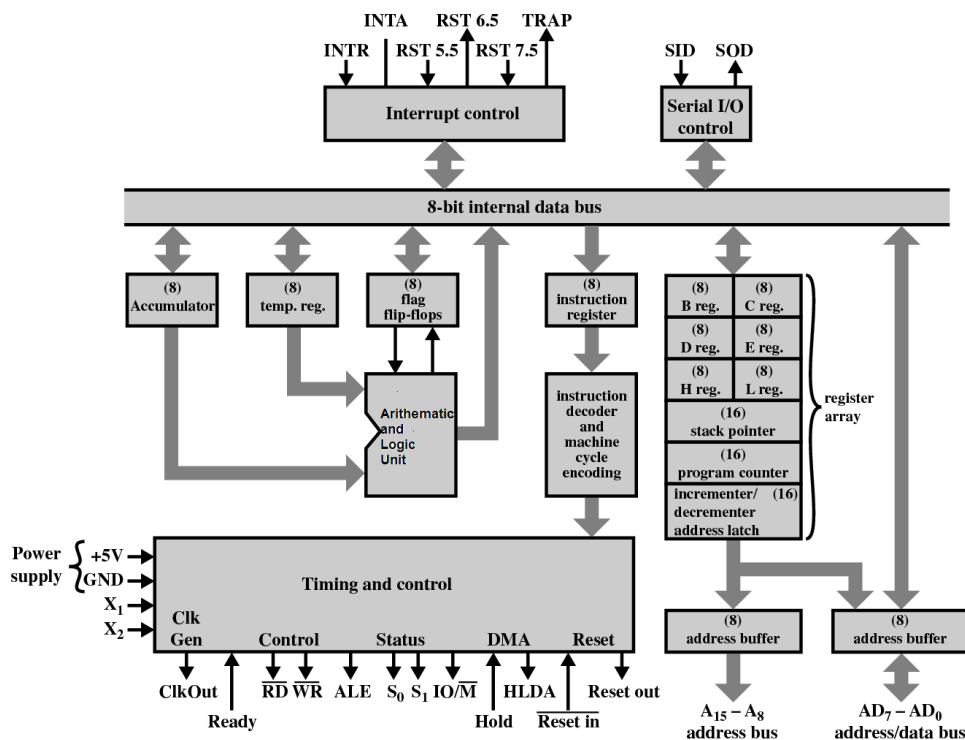 INTA RST 6.5 TRAP
INTR RST 5.5 RST 7.5
SID SOD
Interrupt control
Serial I/O
control
8-bit internal data bus
(8)
Accumulator
(8)
temp. reg.
(8)
flag
flip-flops
(8)
instruction
register
(8)
B reg.
(8)
C reg.
(8)
D reg.
(8)
E reg.
(8)
H reg.
(8)
L reg.
(16)
stack pointer
(16)
program counter
incrementer/ (16)
decrementer
address latch
register
array
Arithematic
and
Logic
Unit
instruction
decoder
and
machine
cycle
encoding
Power
supply
+5V
GND
X₁
X₂
Timing and control
Clk
Gen
Control Status DMA Reset
ClkOut R̅D̅ W̅R̅ ALE S₀ S₁ IO/M̅ HLDA Reset out
Ready Hold R̅e̅s̅e̅t̅ i̅n̅
(8)
address buffer
(8)
address buffer
A₁₅ – A₈
address bus
AD₇ – AD₀
address/data bus